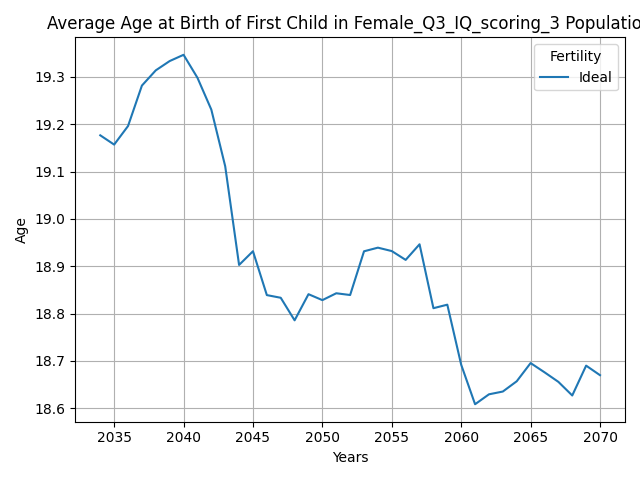 Average Age at Birth of First Child in Female_Q3_IQ_scoring_3 Populatio
Fertility
Ideal
19.3
19.2
19.1
19.0
18.9
18.8
18.7
18.6
Age
2035 2040 2045 2050 2055 2060 2065 2070
Years